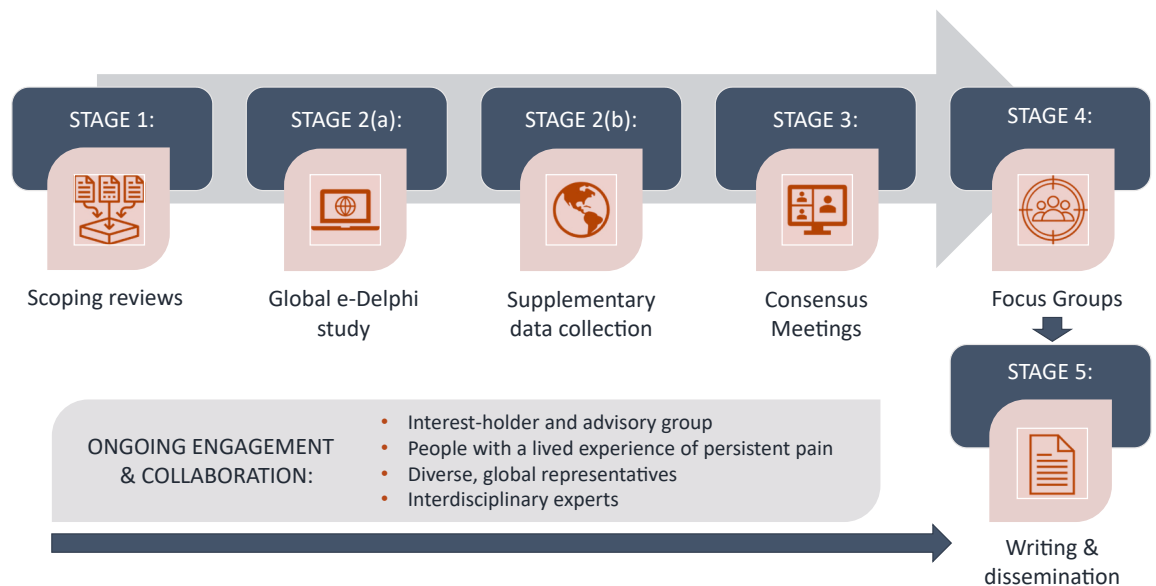 STAGE 1:
STAGE 2(a):
STAGE 2(b):
STAGE 3:
STAGE 4:
Scoping reviews
Global e-Delphi
study
Supplementary
data collection
Consensus
Meetings
Focus Groups
STAGE 5:
ONGOING ENGAGEMENT
& COLLABORATION:
• Interest-holder and advisory group
• People with a lived experience of persistent pain
• Diverse, global representatives
• Interdisciplinary experts
Writing &
dissemination